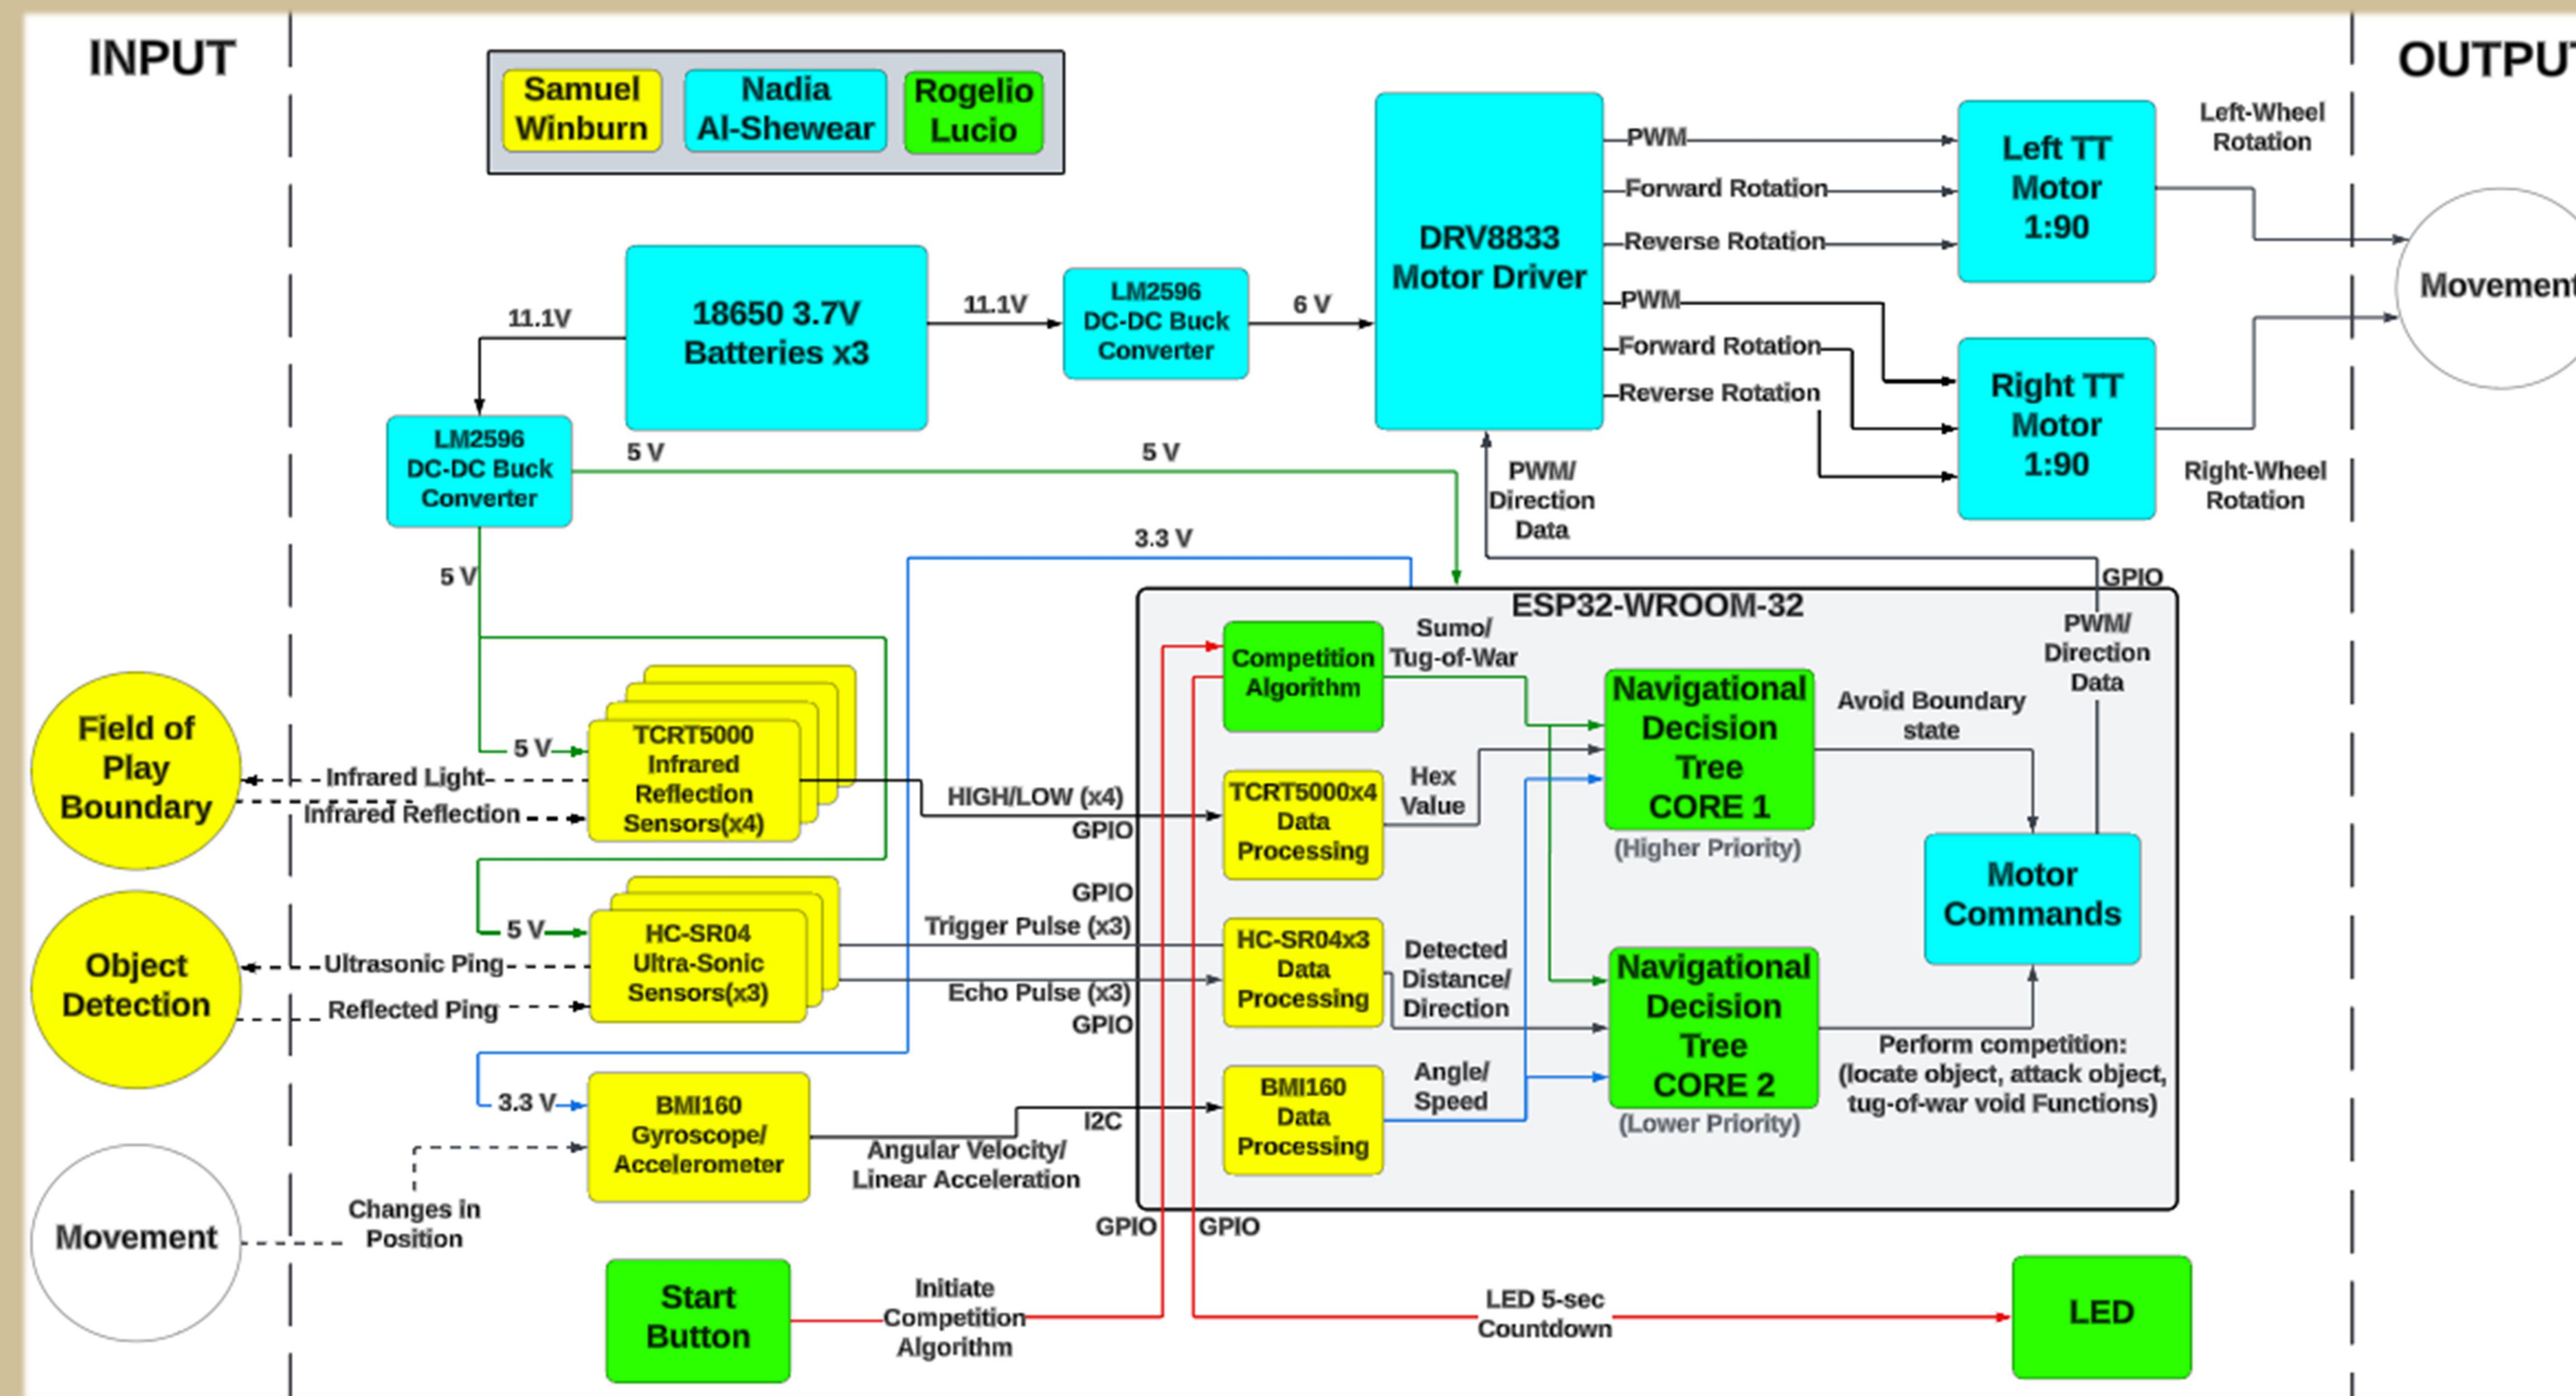 INPUT
OUTPU
Samuel
Winburn
Nadia
Al-Shewear
Rogelio
Lucio
18650 3.7V
Batteries x3
11.1V
11.1V
LM2596
DC-DC Buck
Converter
6 V
DRV8833
Motor Driver
PWM
Forward Rotation
Reverse Rotation
PWM
Forward Rotation
Reverse Rotation
Left TT
Motor
1:90
Right TT
Motor
1:90
Left-Wheel
Rotation
Right-Wheel
Rotation
Movement
LM2596
DC-DC Buck
Converter
5 V
5 V
5 V
3.3 V
PWM/
Direction
Data
GPIO
ESP32-WROOM-32
Field of
Play
Boundary
Infrared Light
Infrared Reflection
5 V
TCRT5000
Infrared
Reflection
Sensors(x4)
HIGH/LOW (x4)
GPIO
Object
Detection
Ultrasonic Ping
Reflected Ping
5 V
HC-SR04
Ultra-Sonic
Sensors(x3)
GPIO
Trigger Pulse (x3)
Echo Pulse (x3)
GPIO
Movement
Changes in
Position
3.3 V
BMI160
Gyroscope/
Accelerometer
I2C
Angular Velocity/
Linear Acceleration
Competition
Algorithm
Sumo/
Tug-of-War
TCRT5000x4
Data
Processing
Hex
Value
HC-SR04x3
Data
Processing
Detected
Distance/
Direction
BMI160
Data
Processing
Angle/
Speed
Navigational
Decision
Tree
CORE 1
(Higher Priority)
Navigational
Decision
Tree
CORE 2
(Lower Priority)
Avoid Boundary
state
PWM/
Direction
Data
Motor
Commands
Perform competition:
(locate object, attack object,
tug-of-war void Functions)
GPIO
GPIO
Start
Button
Initiate
Competition
Algorithm
LED 5-sec
Countdown
LED